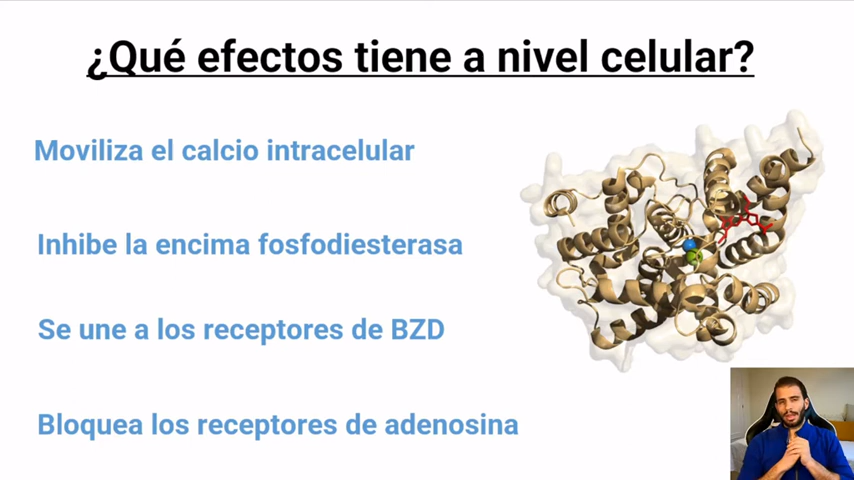 ¿Qué efectos tiene a nivel celular?
Moviliza el calcio intracelular
Inhibe la encima fosfodiesterasa
Se une a los receptores de BZD
Bloquea los receptores de adenosina